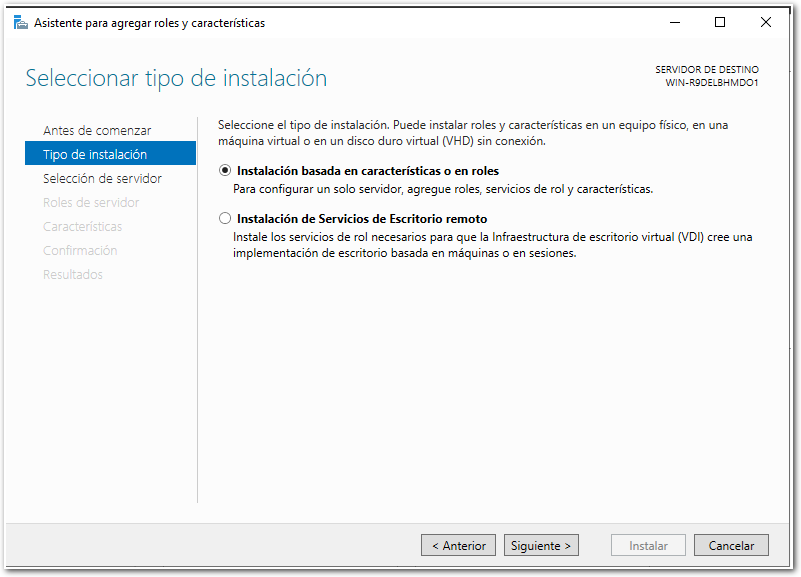 Asistente para agregar roles y características
Seleccionar tipo de instalación
SERVIDOR DE DESTINO
WIN-R9DELBHMDO1
Antes de comenzar
Tipo de instalación
Selección de servidor
Roles de servidor
Características
Confirmación
Resultados
Seleccione el tipo de instalación. Puede instalar roles y características en un equipo físico, en una
máquina virtual o en un disco duro virtual (VHD) sin conexión.
Instalación basada en características o en roles
Para configurar un solo servidor, agregue roles, servicios de rol y características.
Instalación de Servicios de Escritorio remoto
Instale los servicios de rol necesarios para que la Infraestructura de escritorio virtual (VDI) cree una
implementación de escritorio basada en máquinas o en sesiones.
< Anterior
Siguiente >
Instalar
Cancelar